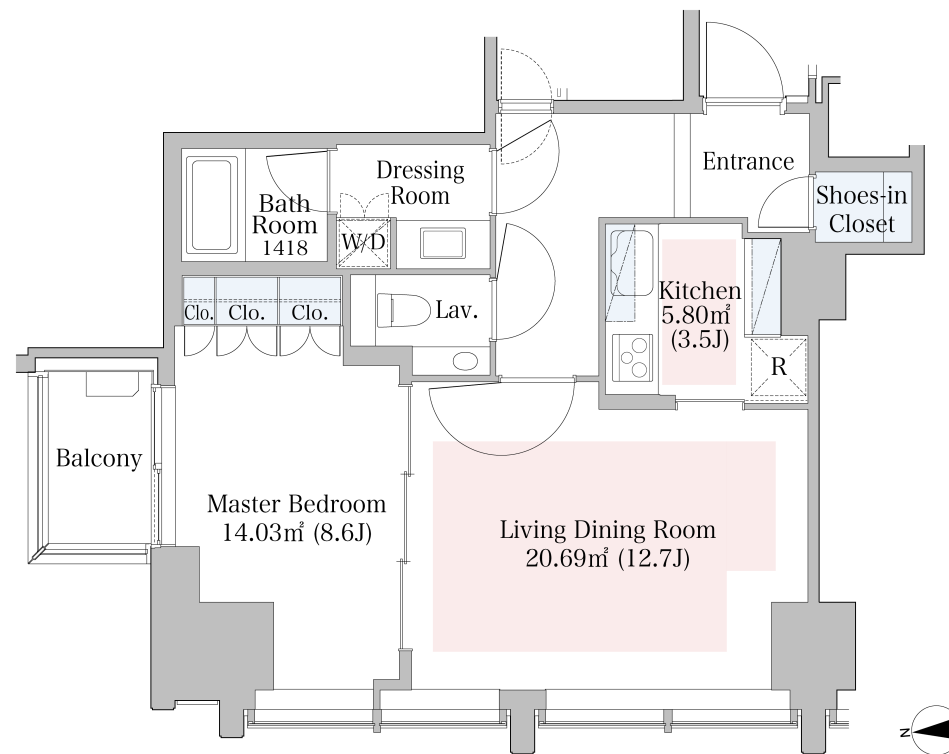 Entrance
Dressing
Room
Bath
Room
1418
W/D
Shoes-in
Closet
Clo.
Clo.
Clo.
Lav.
Kitchen
5.80㎡
(3.5J)
R
Balcony
Master Bedroom
14.03㎡ (8.6J)
Living Dining Room
20.69㎡ (12.7J)
N